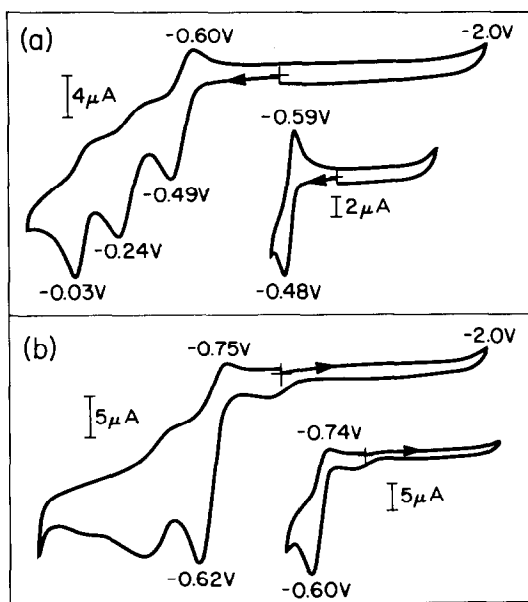 (a)
-0.60V
-2.0V
4μA
-0.59V
-0.49V
2μA
-0.24V
-0.03V
-0.48V
(b)
-0.75V
-2.0V
5μA
-0.74V
5μA
-0.62V
-0.60V